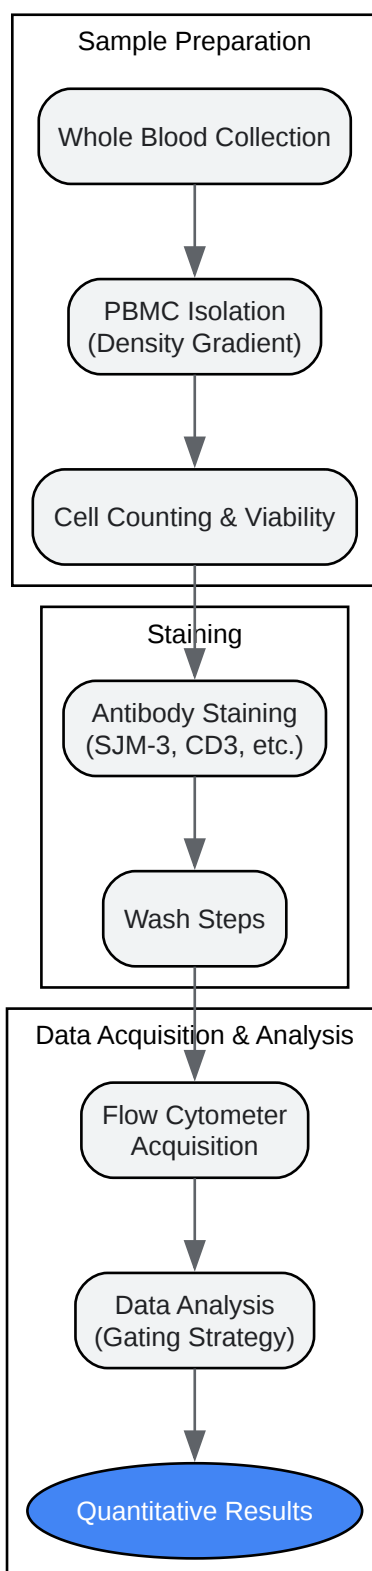 Sample Preparation
Whole Blood Collection
PBMC Isolation
(Density Gradient)
Cell Counting & Viability
Staining
Antibody Staining
(SJM-3, CD3, etc.)
Wash Steps
Data Acquisition & Analysis
Flow Cytometer
Acquisition
Data Analysis
(Gating Strategy)
Quantitative Results